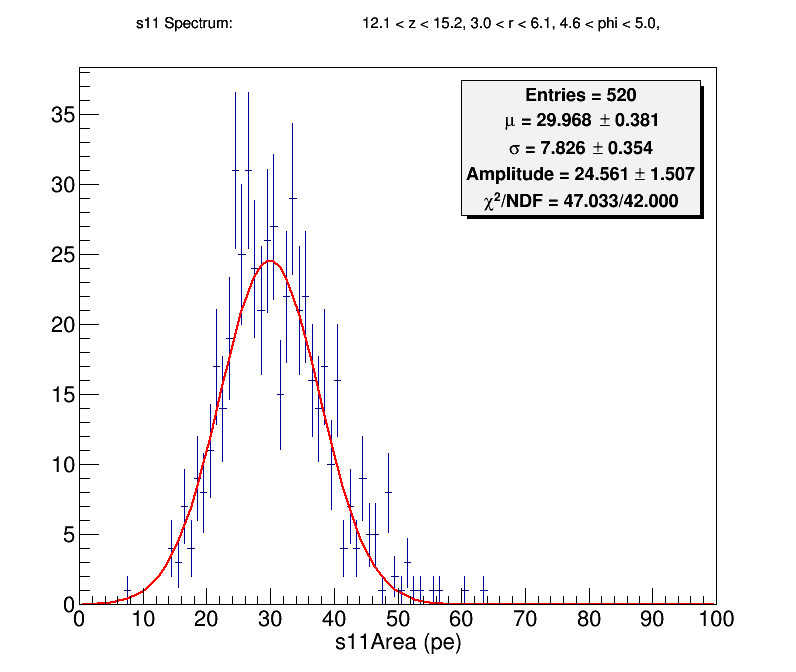 s11 Spectrum: 12.1 < z < 15.2, 3.0 < r < 6.1, 4.6 < phi < 5.0,
Entries = 520
μ = 29.968 ± 0.381
σ = 7.826 ± 0.354
Amplitude = 24.561 ± 1.507
χ²/NDF = 47.033/42.000
35
30
25
20
15
10
5
0
0 10 20 30 40 50 60 70 80 90 100
s11Area (pe)